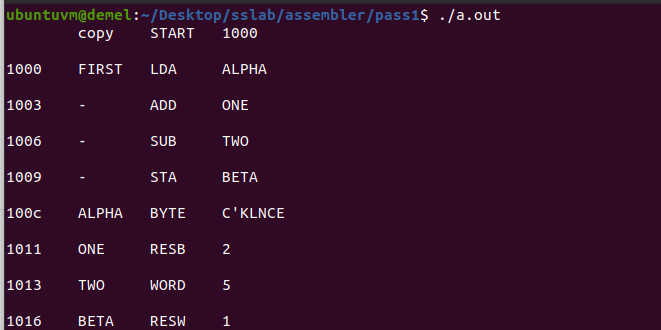 ubuntuvm@demel:~/Desktop/sslab/assembler/pass1$ ./a.out
copy START 1000
1000 FIRST LDA ALPHA
1003 - ADD ONE
1006 - SUB TWO
1009 - STA BETA
100c ALPHA BYTE C'KLNCE
1011 ONE RESB 2
1013 TWO WORD 5
1016 BETA RESW 1